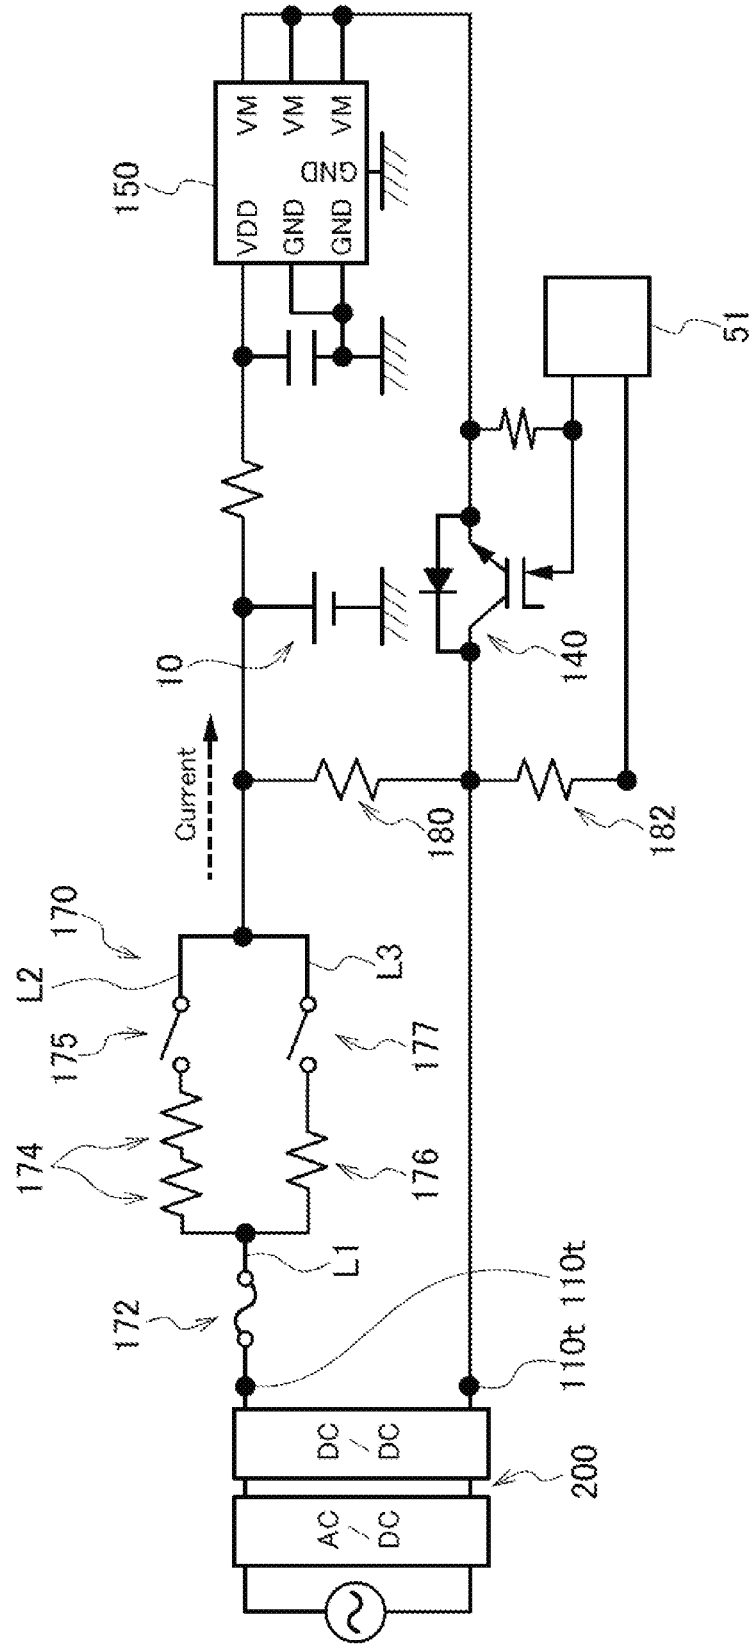 150
VDD
GND
GND
GND
VM
VM
VM
51
10
140
Current
180
182
170
L2
L3
175
177
174
176
L1
172
110t
110t
AC/DC
DC/DC
200